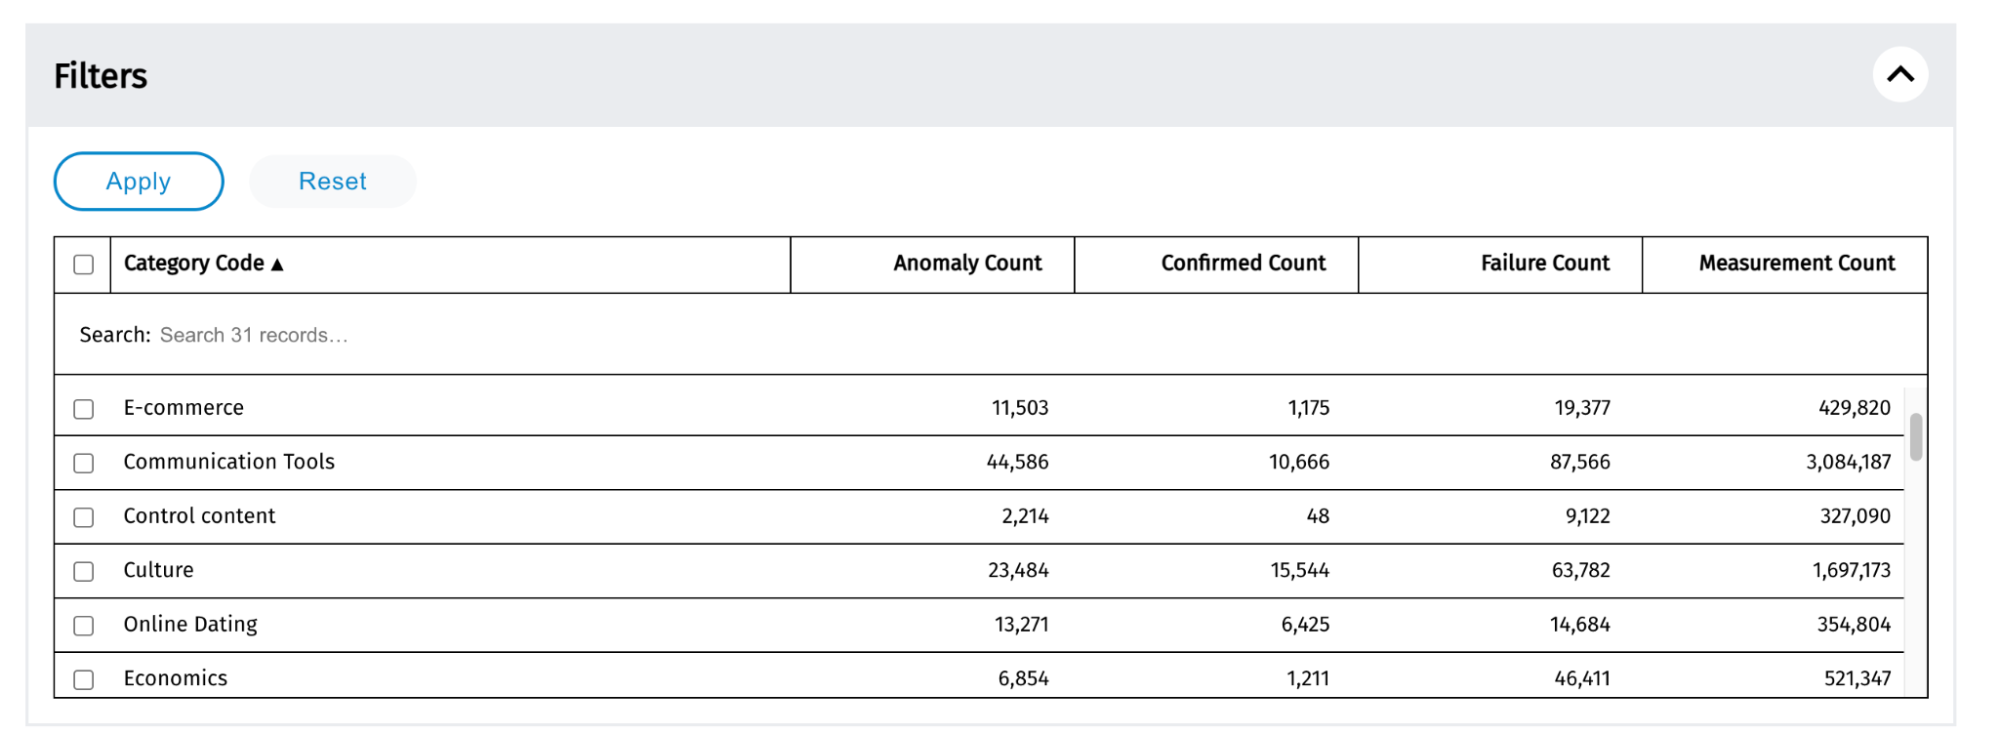 Filters
Apply Reset
Category Code ▲ Anomaly Count Confirmed Count Failure Count Measurement Count
Search: Search 31 records...
E-commerce 11,503 1,175 19,377 429,820
Communication Tools 44,586 10,666 87,566 3,084,187
Control content 2,214 48 9,122 327,090
Culture 23,484 15,544 63,782 1,697,173
Online Dating 13,271 6,425 14,684 354,804
Economics 6,854 1,211 46,411 521,347